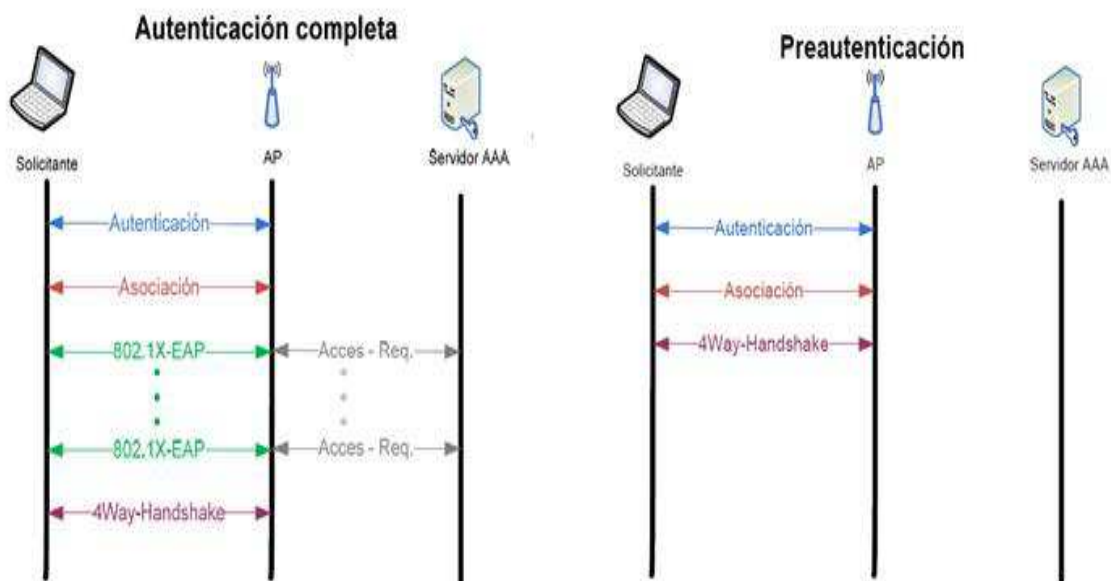 Autenticación completa
Solicitante
AP
Servidor AAA
Autenticación
Asociación
802.1X-EAP
Acces - Req.
802.1X-EAP
Acces - Req.
4Way-Handshake
Preautenticación
Solicitante
AP
Servidor AAA
Autenticación
Asociación
4Way-Handshake